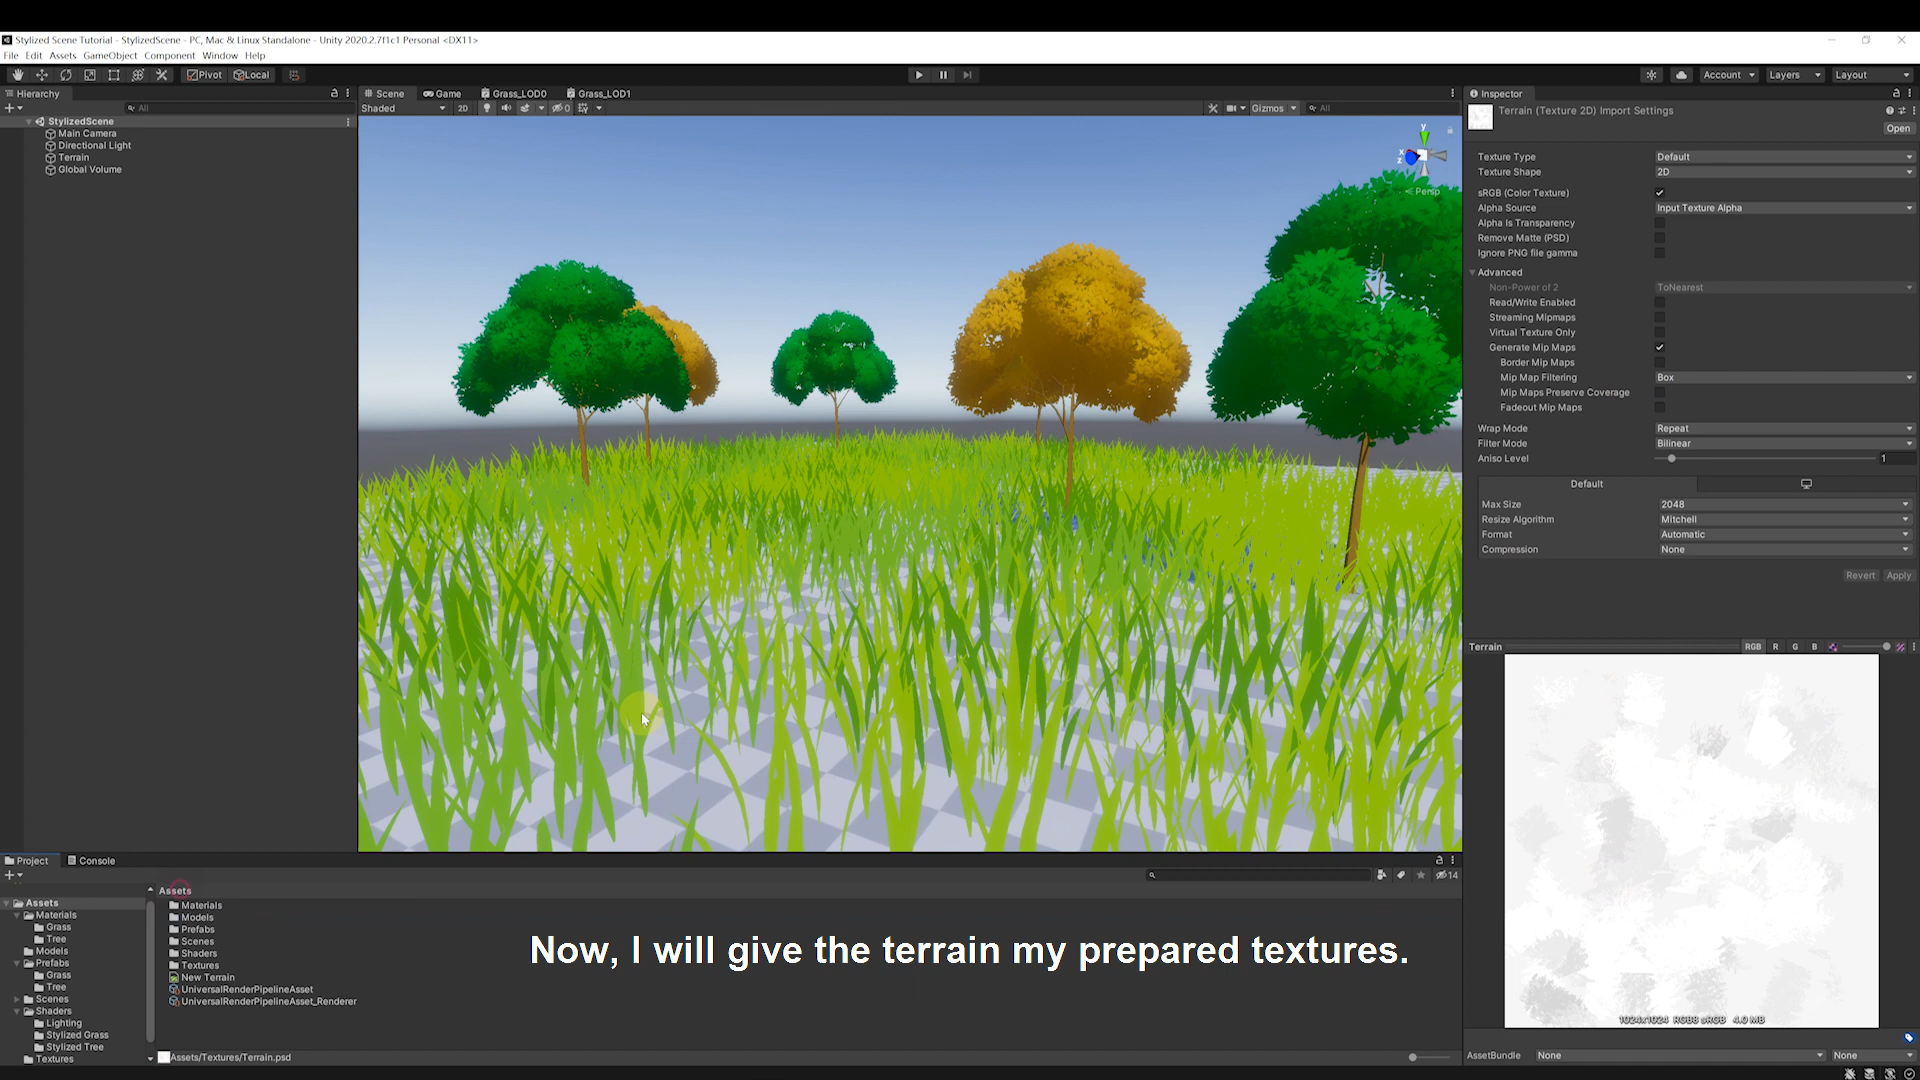 Stylized Scene Tutorial - StylizedScene - PC, Mac & Linux Standalone - Unity 2020.2.7f1c1 Personal <DX11>
File Edit Assets GameObject Component Window Help
Pivot Local
Account Layers Layout
Hierarchy
All
StylizedScene
Main Camera
Directional Light
Terrain
Global Volume
Scene Game Grass_LOD0 Grass_LOD1
Shaded 2D 0 Gizmos All
y
x
z
Persp
Inspector
Terrain (Texture 2D) Import Settings
Open
Texture Type Default
Texture Shape 2D
sRGB (Color Texture)
Alpha Source Input Texture Alpha
Alpha Is Transparency
Remove Matte (PSD)
Ignore PNG file gamma
Advanced
Non-Power of 2 ToNearest
Read/Write Enabled
Streaming Mipmaps
Virtual Texture Only
Generate Mip Maps
Border Mip Maps
Mip Map Filtering Box
Mip Maps Preserve Coverage
Fadeout Mip Maps
Wrap Mode Repeat
Filter Mode Bilinear
Aniso Level 1
Default
Max Size 2048
Resize Algorithm Mitchell
Format Automatic
Compression None
Revert Apply
Terrain RGB R G B
1024x1024 RGB8 sRGB 4.0 MB
AssetBundle None None
Project Console
14
Assets
Materials
Grass
Tree
Models
Prefabs
Grass
Tree
Scenes
Shaders
Lighting
Stylized Grass
Stylized Tree
Textures
Assets
Materials
Models
Prefabs
Scenes
Shaders
Textures
New Terrain
UniversalRenderPipelineAsset
UniversalRenderPipelineAsset_Renderer
Assets/Textures/Terrain.psd
Now, I will give the terrain my prepared textures.